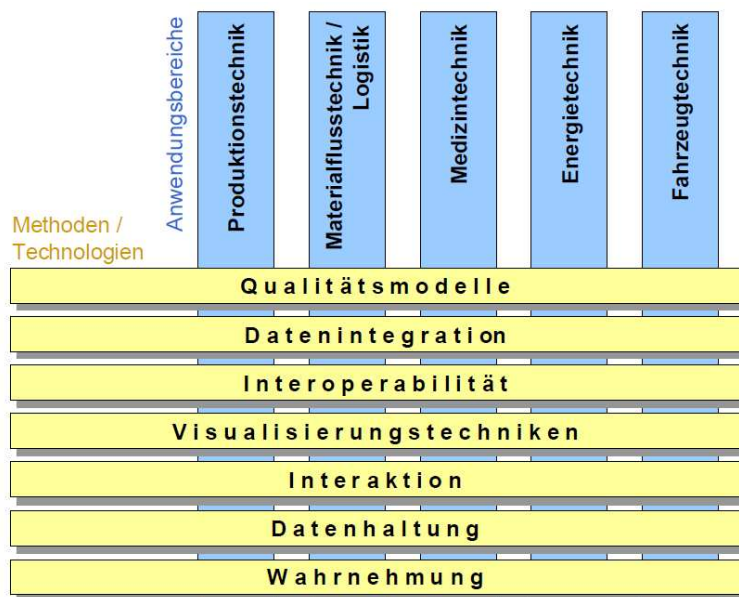 Anwendungsbereiche
Produktionstechnik
Materialflusstechnik /
Logistik
Medizintechnik
Energietechnik
Fahrzeugtechnik
Methoden /
Technologien
Qualitätsmodelle
Datenintegration
Interoperabilität
Visualisierungstechniken
Interaktion
Datenhaltung
Wahrnehmung